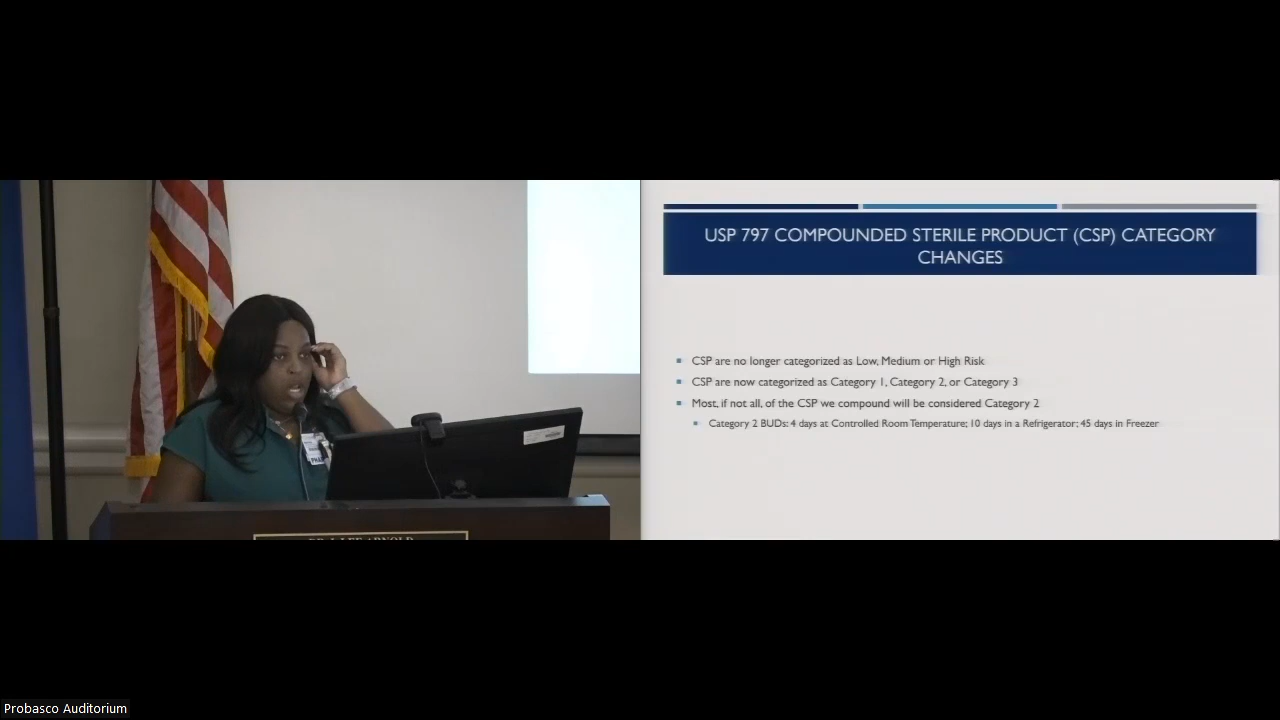 USP 797 COMPOUNDED STERILE PRODUCT (CSP) CATEGORY
CHANGES
CSP are no longer categorized as Low, Medium or High Risk
CSP are now categorized as Category 1, Category 2, or Category 3
Most, if not all, of the CSP we compound will be considered Category 2
Category 2 BUDs: 4 days at Controlled Room Temperature; 10 days in a Refrigerator; 45 days in Freezer
Probasco Auditorium